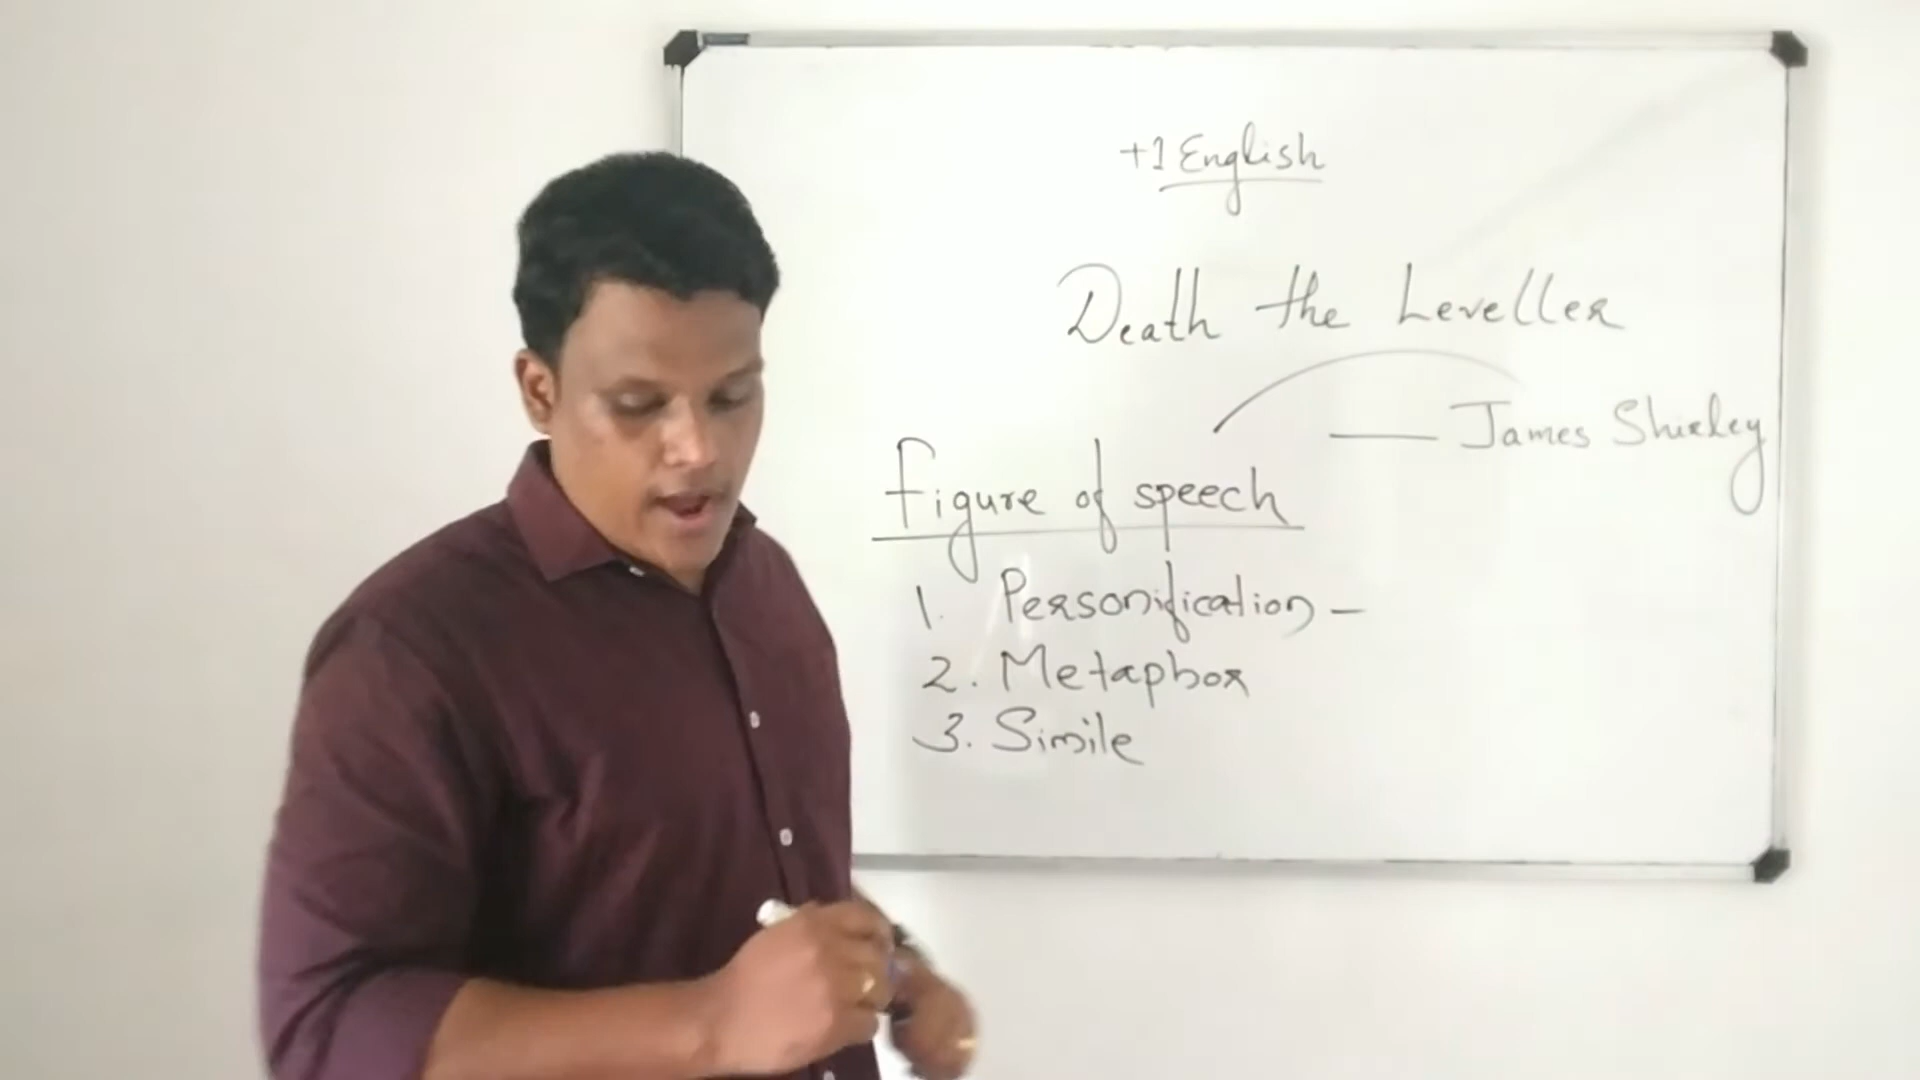 +1 English
Death the Leveller
— James Shirley
Figure of speech
1. Personification –
2. Metaphor
3. Simile